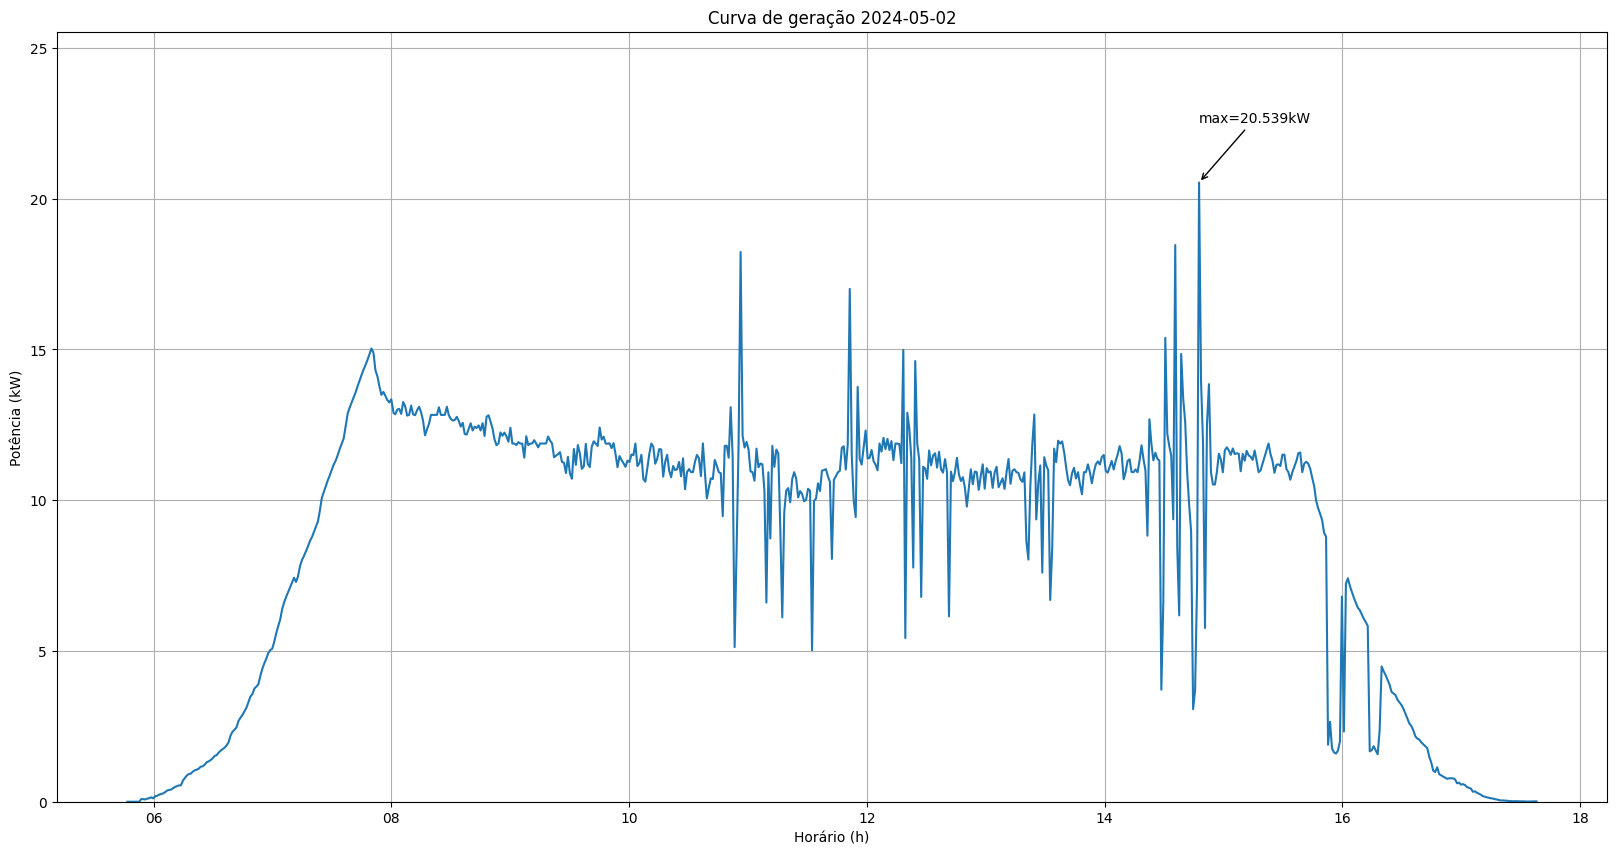 Curva de geração 2024-05-02
25
max=20.539kW
20
15
Potência (kW)
10
5
0
06 08 10 12 14 16 18
Horário (h)